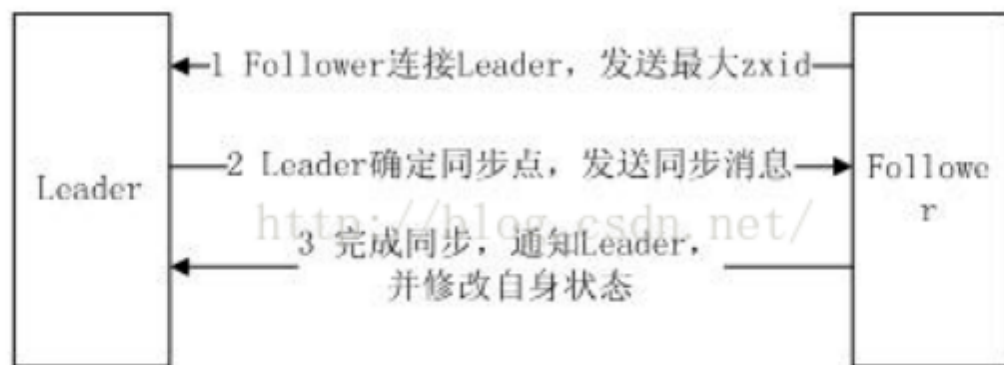 1 Follower连接Leader，发送最大zxid
2 Leader确定同步点，发送同步消息
Leader
Followe
r
http://blog.csdn.net/
3 完成同步，通知Leader，
并修改自身状态